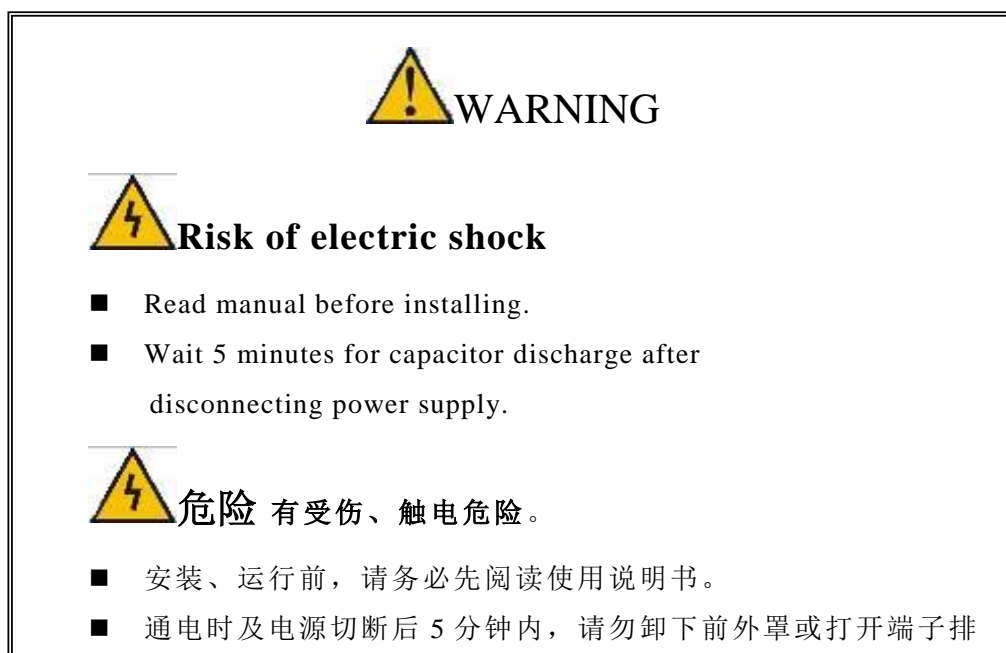 WARNING
Risk of electric shock
■ Read manual before installing.
■ Wait 5 minutes for capacitor discharge after
disconnecting power supply.
危险 有受伤、触电危险。
■ 安装、运行前，请务必先阅读使用说明书。
■ 通电时及电源切断后 5 分钟内，请勿卸下前外罩或打开端子排